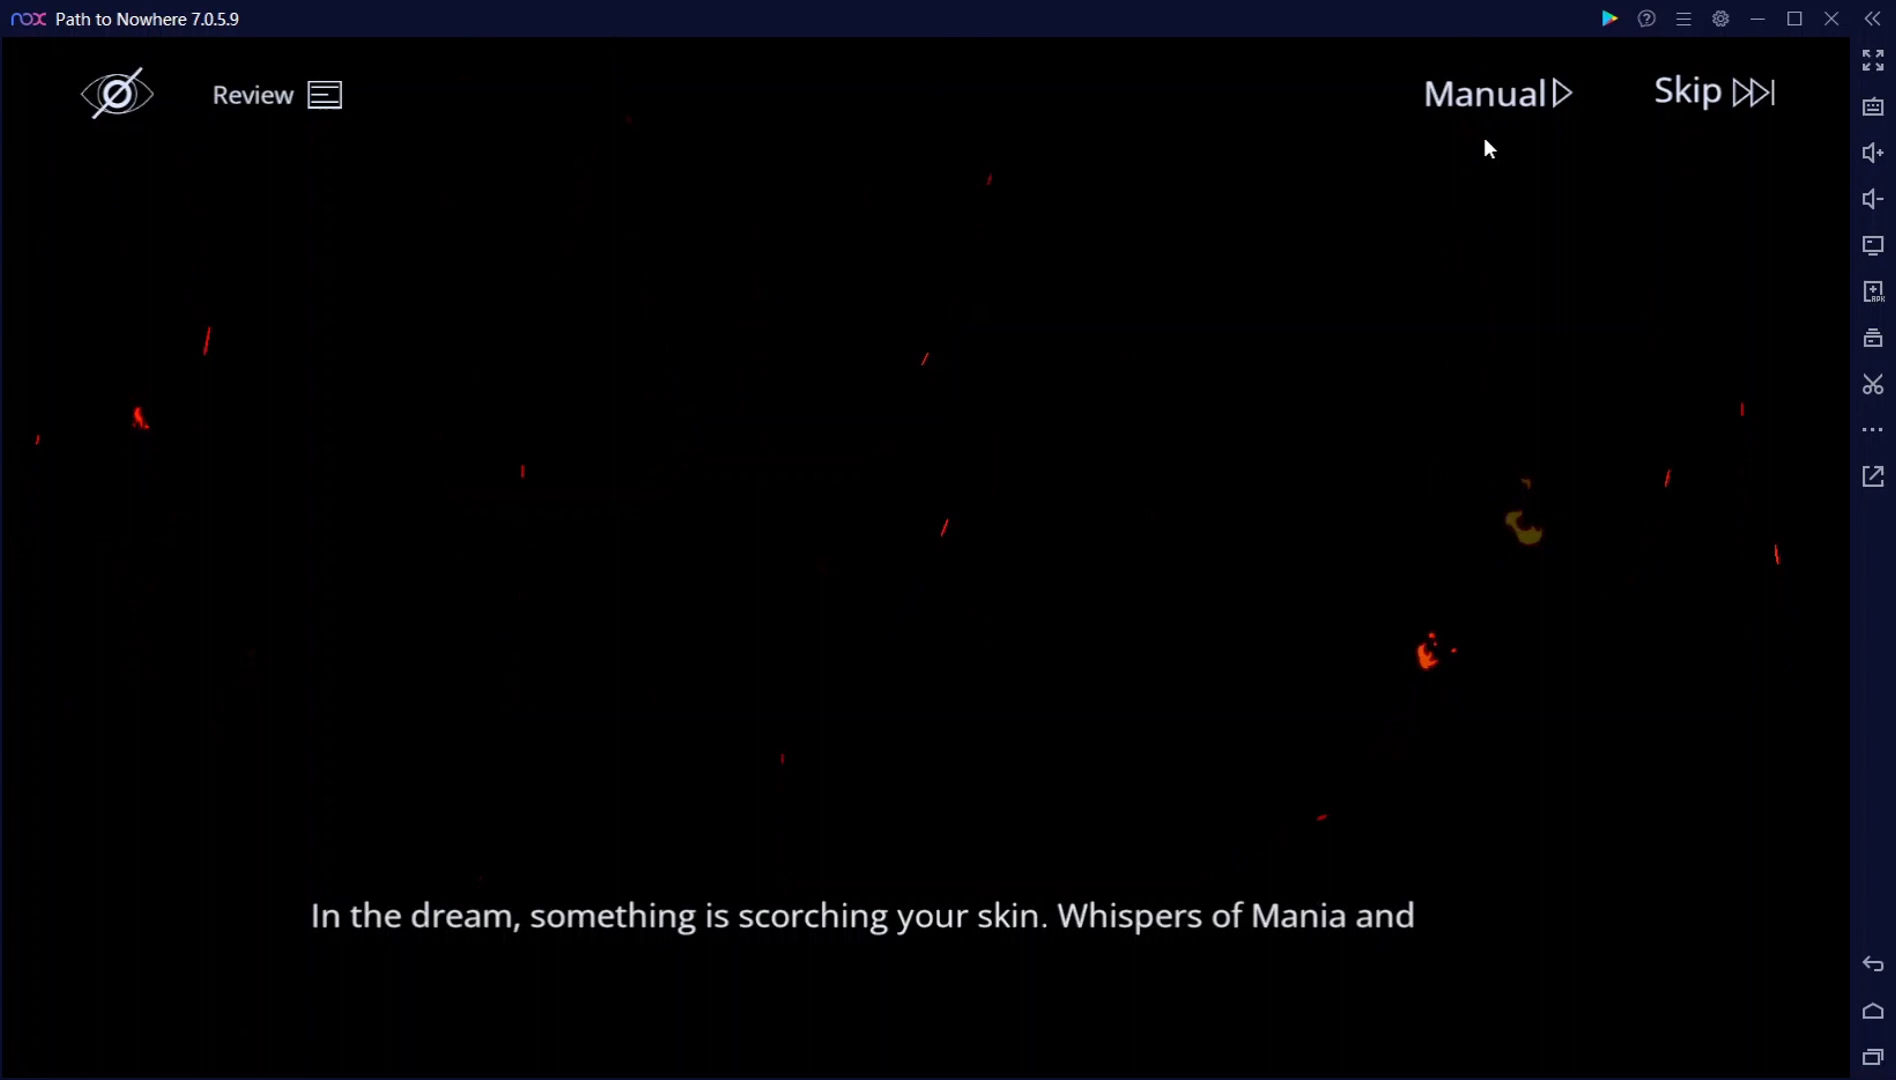 nox Path to Nowhere 7.0.5.9
Review
Manual
Skip
In the dream, something is scorching your skin. Whispers of Mania and